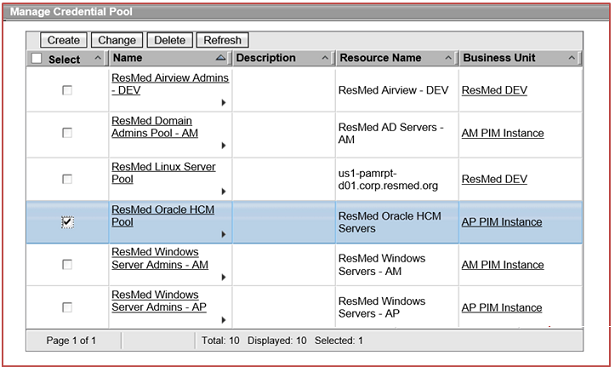 Manage Credential Pool
Create Change Delete Refresh
Select Name Description Resource Name Business Unit
ResMed Airview Admins
- DEV
ResMed Airview - DEV
ResMed DEV
ResMed Domain
Admins Pool - AM
ResMed AD Servers -
AM
AM PIM Instance
ResMed Linux Server
Pool
us1-pamrpt-
d01.corp.resmed.org
ResMed DEV
ResMed Oracle HCM
Pool
ResMed Oracle HCM
Servers
AP PIM Instance
ResMed Windows
Server Admins - AM
ResMed Windows
Servers - AM
AM PIM Instance
ResMed Windows
Server Admins - AP
ResMed Windows
Servers - AP
AP PIM Instance
Page 1 of 1 Total: 10 Displayed: 10 Selected: 1